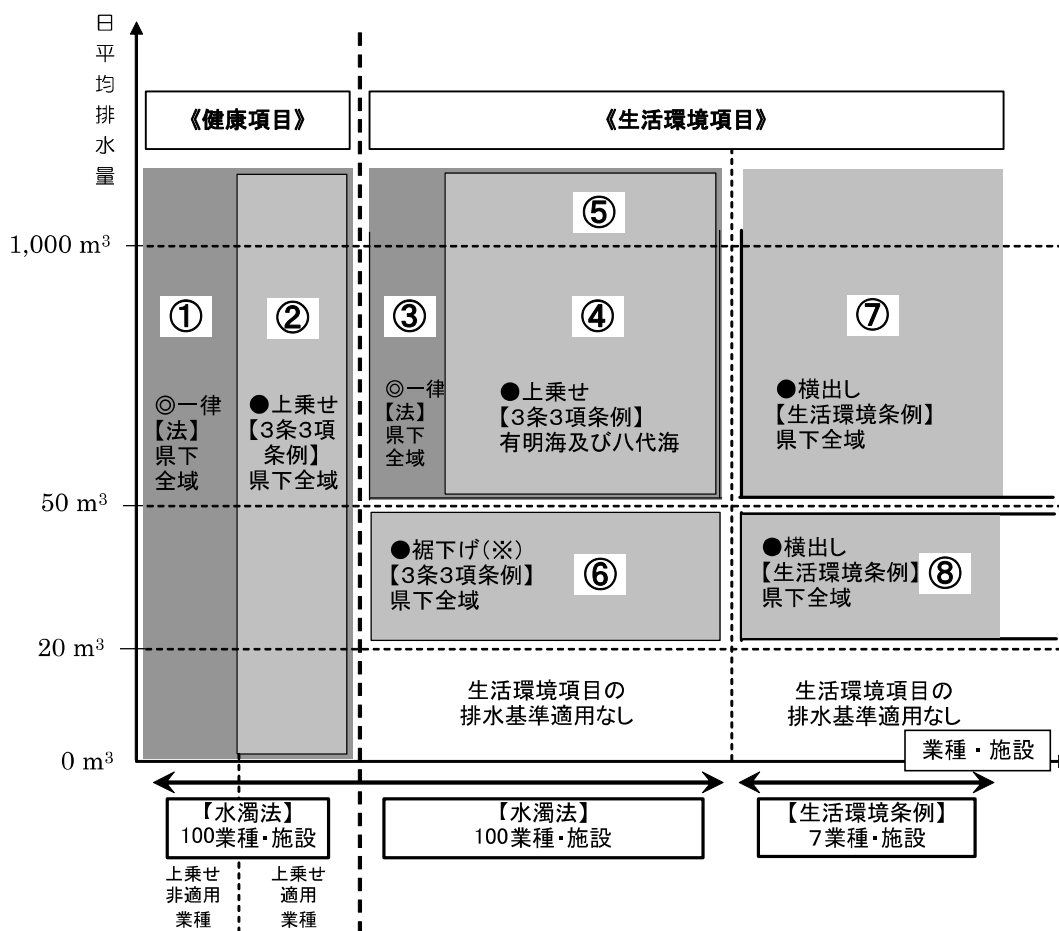 日平均排水量
《健康項目》
《生活環境項目》
⑤
1,000 m³
①
②
③
④
⑦
◎一律
【法】
県下
全域
●上乗せ
【3条3項
条例】
県下全域
◎一律
【法】
県下
全域
●上乗せ
【3条3項条例】
有明海及び八代海
●横出し
【生活環境条例】
県下全域
50 m³
●裾下げ(※)
【3条3項条例】
県下全域
⑥
●横出し
【生活環境条例】
県下全域
⑧
20 m³
生活環境項目の
排水基準適用なし
生活環境項目の
排水基準適用なし
0 m³
業種・施設
【水濁法】
100業種・施設
【水濁法】
100業種・施設
【生活環境条例】
7業種・施設
上乗せ
非適用
業種
上乗せ
適用
業種